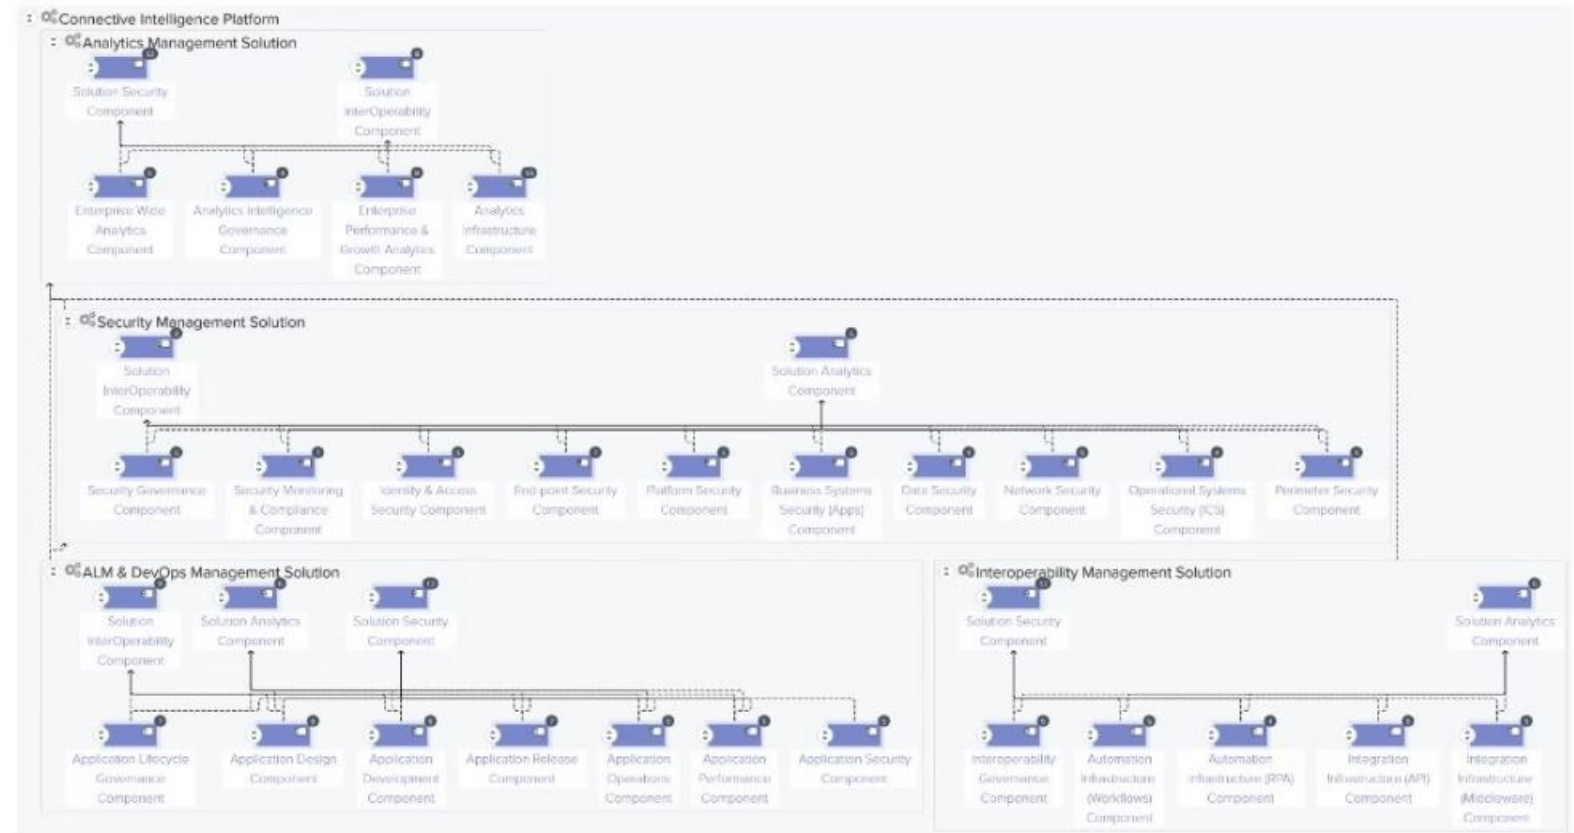 Connective Intelligence Platform
Analytics Management Solution
Solution Security
Component
Solution
InterOperability
Component
Enterprise Wide
Analytics
Component
Analytics Intelligence
Governance
Component
Enterprise
Performance &
Growth Analytics
Component
Analytics
Infrastructure
Component
Security Management Solution
Solution
InterOperability
Component
Solution Analytics
Component
Security Governance
Component
Security Monitoring
& Compliance
Component
Identity & Access
Security Component
End-point Security
Component
Platform Security
Component
Business Systems
Security (Apps)
Component
Data Security
Component
Network Security
Component
Operational Systems
Security (ICS)
Component
Perimeter Security
Component
ALM & DevOps Management Solution
Solution
InterOperability
Component
Solution Analytics
Component
Solution Security
Component
Application Lifecycle
Governance
Component
Application Design
Component
Application
Development
Component
Application Release
Component
Application
Operations
Component
Application
Performance
Component
Application Security
Component
Interoperability Management Solution
Solution Security
Component
Solution Analytics
Component
Interoperability
Governance
Component
Automation
Infrastructure
(Workflows)
Component
Automation
Infrastructure (RPA)
Component
Integration
Infrastructure (API)
Component
Integration
Infrastructure
(Middleware)
Component